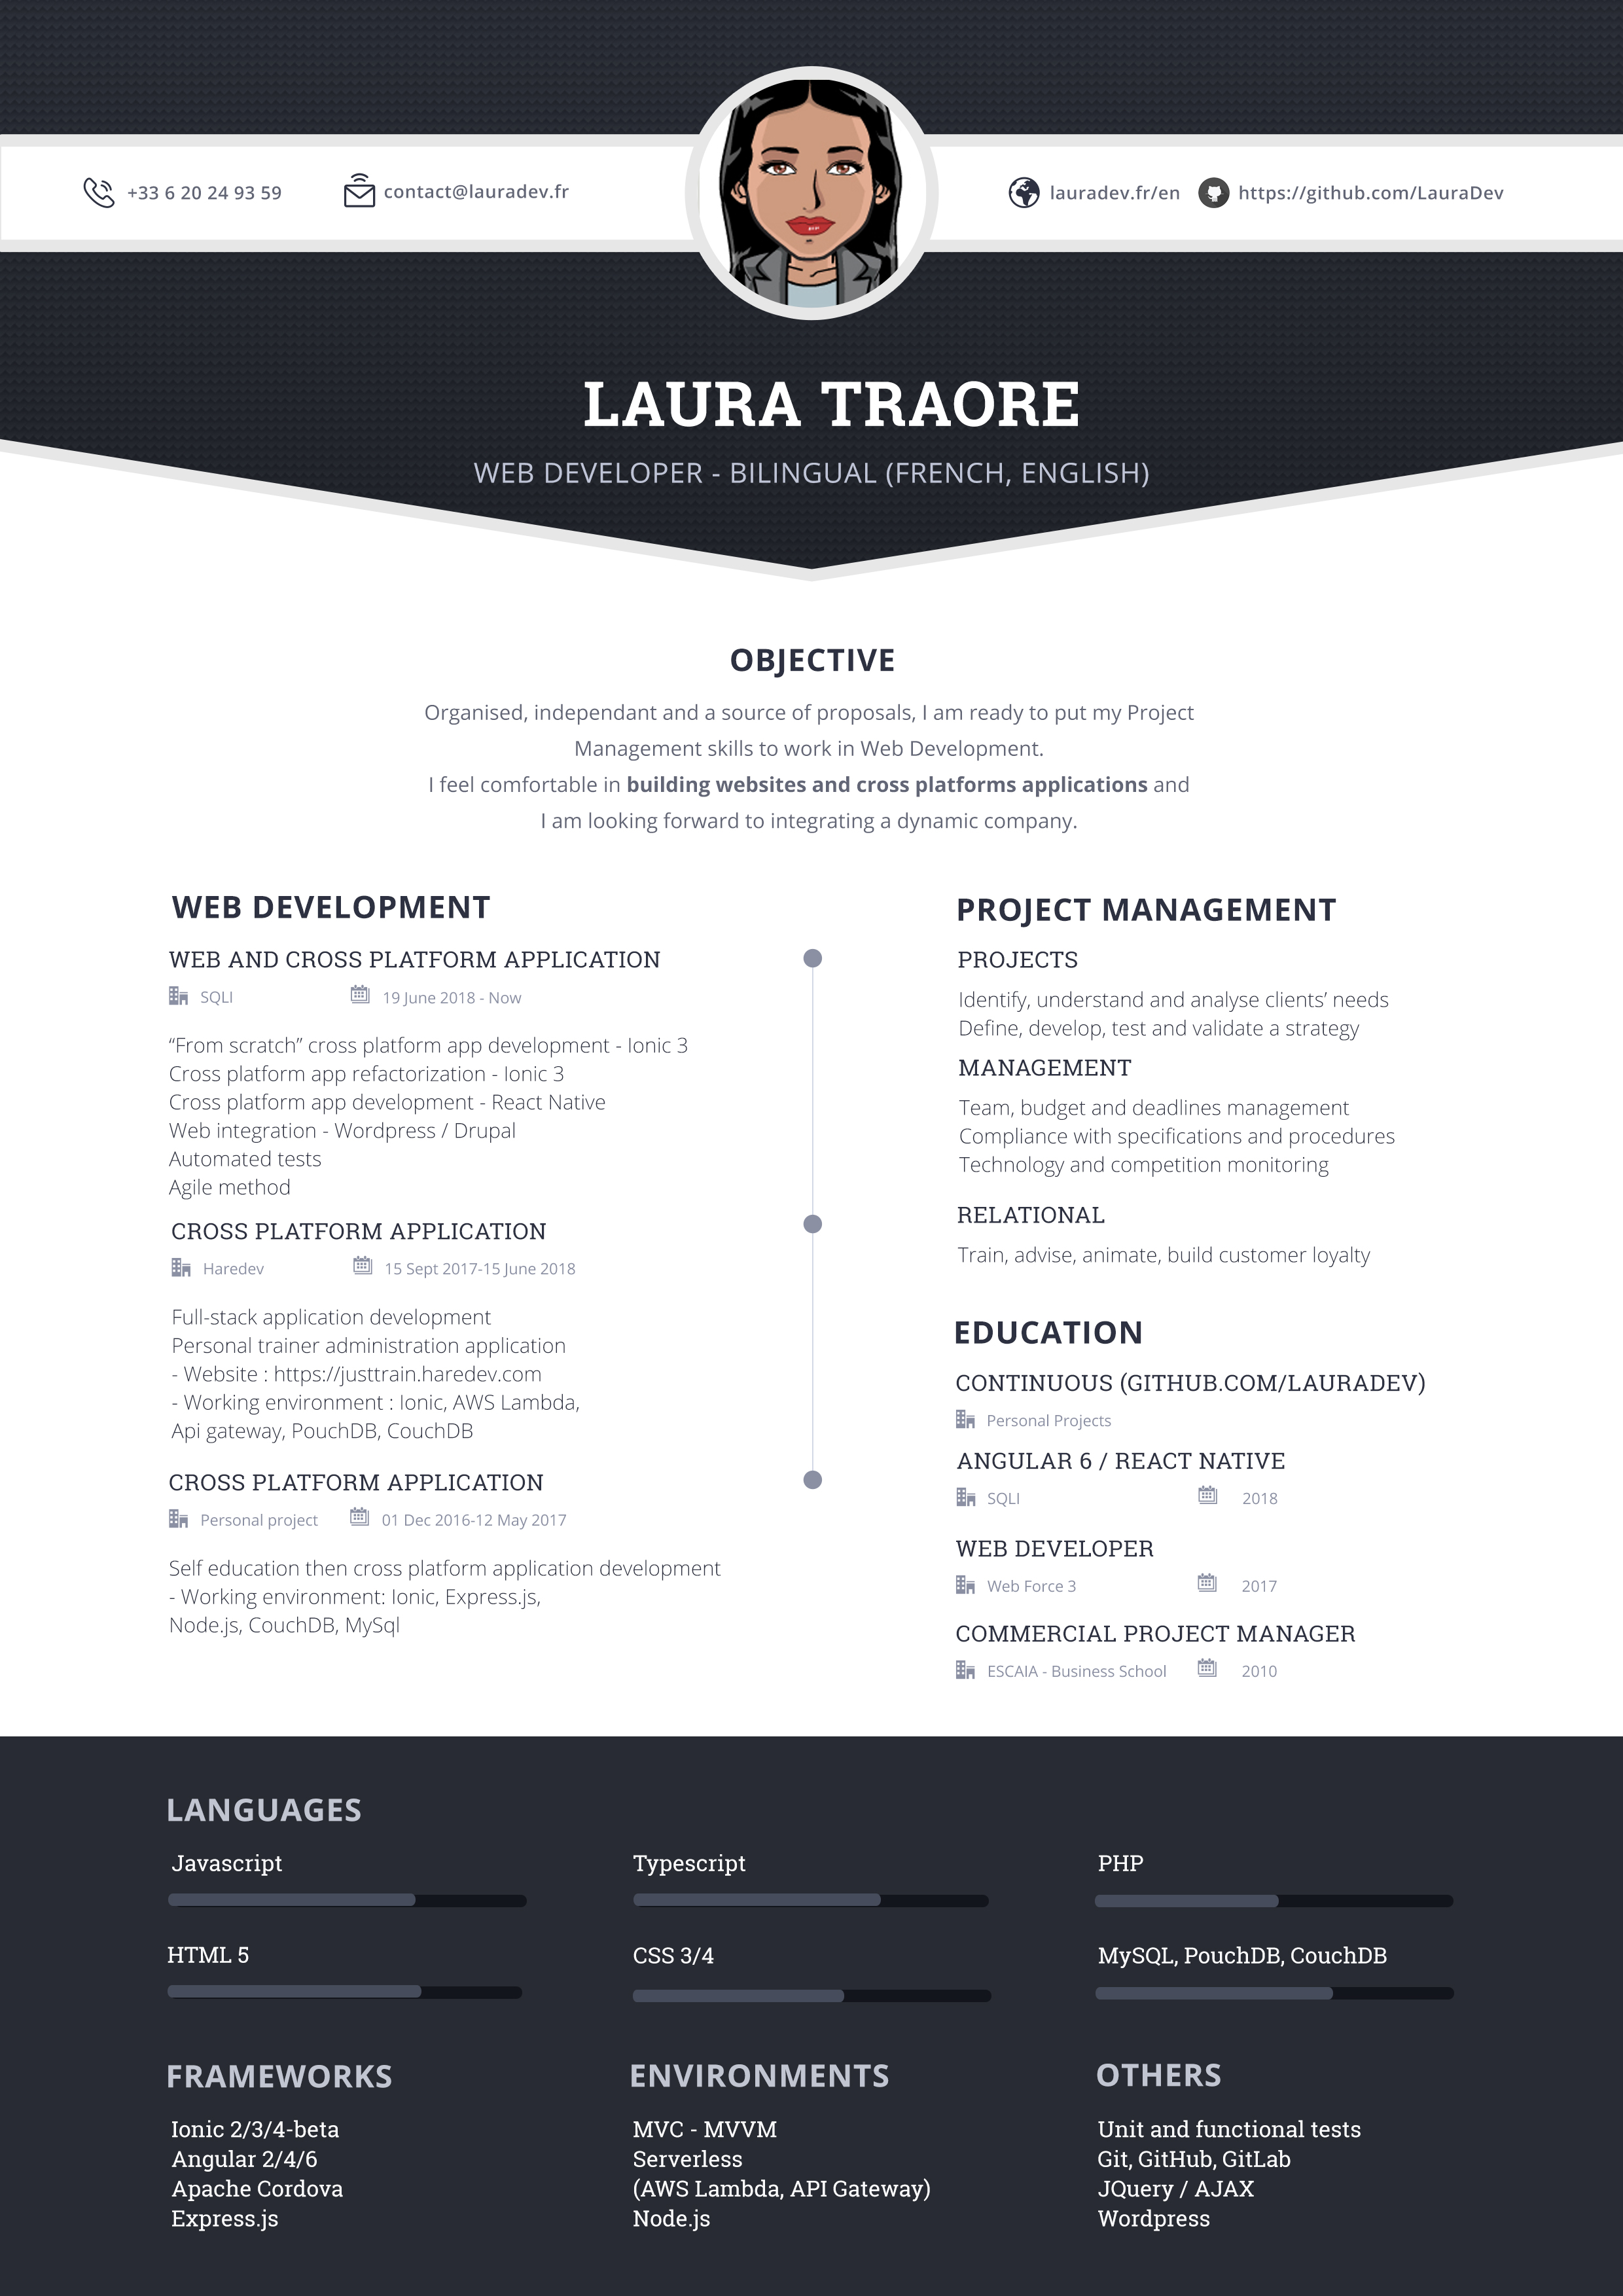 +33 6 20 24 93 59
contact@lauradev.fr
lauradev.fr/en
https://github.com/LauraDev
LAURA TRAORE
WEB DEVELOPER - BILINGUAL (FRENCH, ENGLISH)
OBJECTIVE
Organised, independant and a source of proposals, I am ready to put my Project
Management skills to work in Web Development.
I feel comfortable in building websites and cross platforms applications and
I am looking forward to integrating a dynamic company.
WEB DEVELOPMENT
WEB AND CROSS PLATFORM APPLICATION
SQLI 19 June 2018 - Now
“From scratch” cross platform app development - Ionic 3
Cross platform app refactorization - Ionic 3
Cross platform app development - React Native
Web integration - Wordpress / Drupal
Automated tests
Agile method
CROSS PLATFORM APPLICATION
Haredev 15 Sept 2017-15 June 2018
Full-stack application development
Personal trainer administration application
- Website : https://justtrain.haredev.com
- Working environment : Ionic, AWS Lambda,
Api gateway, PouchDB, CouchDB
CROSS PLATFORM APPLICATION
Personal project 01 Dec 2016-12 May 2017
Self education then cross platform application development
- Working environment: Ionic, Express.js,
Node.js, CouchDB, MySql
PROJECT MANAGEMENT
PROJECTS
Identify, understand and analyse clients’ needs
Define, develop, test and validate a strategy
MANAGEMENT
Team, budget and deadlines management
Compliance with specifications and procedures
Technology and competition monitoring
RELATIONAL
Train, advise, animate, build customer loyalty
EDUCATION
CONTINUOUS (GITHUB.COM/LAURADEV)
Personal Projects
ANGULAR 6 / REACT NATIVE
SQLI 2018
WEB DEVELOPER
Web Force 3 2017
COMMERCIAL PROJECT MANAGER
ESCAIA - Business School 2010
LANGUAGES
Javascript
Typescript
PHP
HTML 5
CSS 3/4
MySQL, PouchDB, CouchDB
FRAMEWORKS
Ionic 2/3/4-beta
Angular 2/4/6
Apache Cordova
Express.js
ENVIRONMENTS
MVC - MVVM
Serverless
(AWS Lambda, API Gateway)
Node.js
OTHERS
Unit and functional tests
Git, GitHub, GitLab
JQuery / AJAX
Wordpress